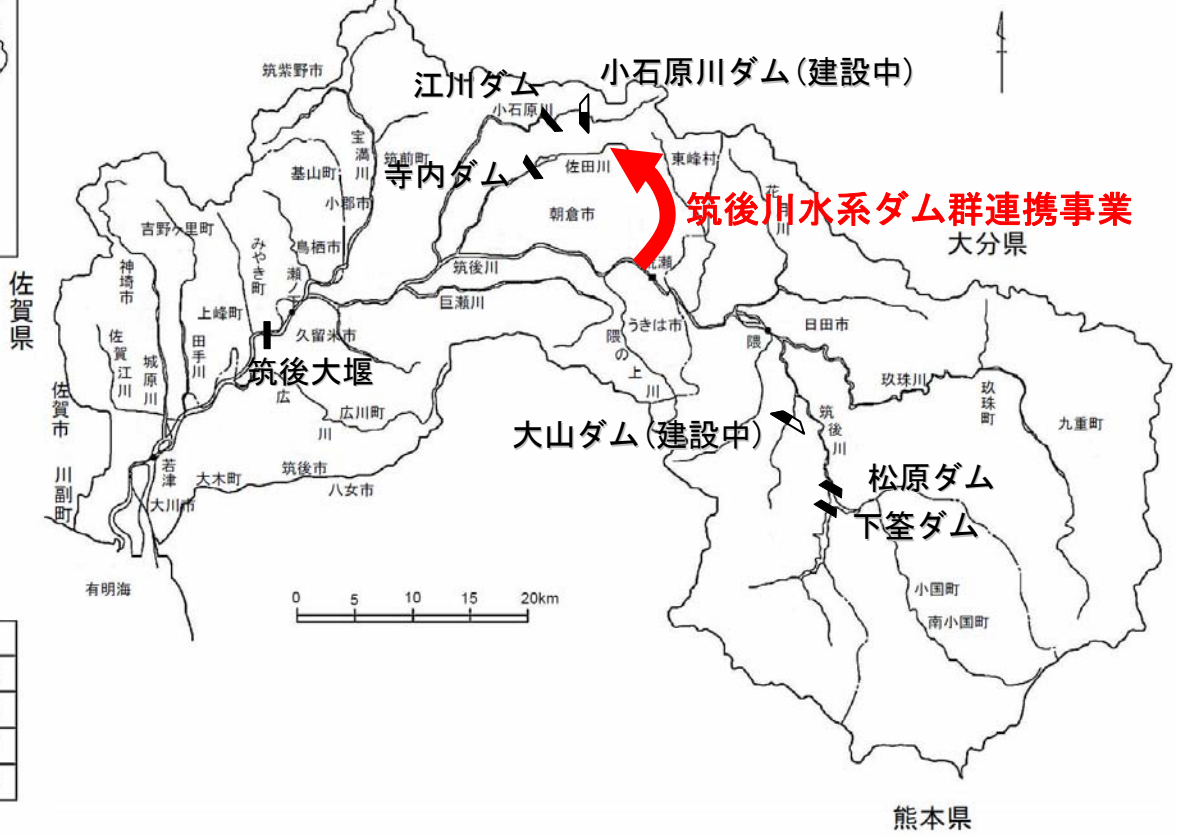 筑紫野市
江川ダム
小石原川ダム(建設中)
小石原川
宝満川
筑前町
寺内ダム
佐田川
東峰村
基山町
小郡市
朝倉市
花月川
筑後川水系ダム群連携事業
大分県
吉野ヶ里町
みやき町
鳥栖市
瀬ノ下
神埼市
筑後川
荒瀬
佐賀県
上峰町
巨瀬川
うきは市
日田市
久留米市
隈
佐賀江川
城原川
田手川
筑後大堰
隈の上川
玖珠川
玖珠町
九重町
佐賀市 川副町
広川
広川町
大山ダム(建設中)
筑後川
若津
大木町
筑後市
八女市
大川市
松原ダム
下筌ダム
有明海
小国町
南小国町
0 5 10 15 20km
熊本県